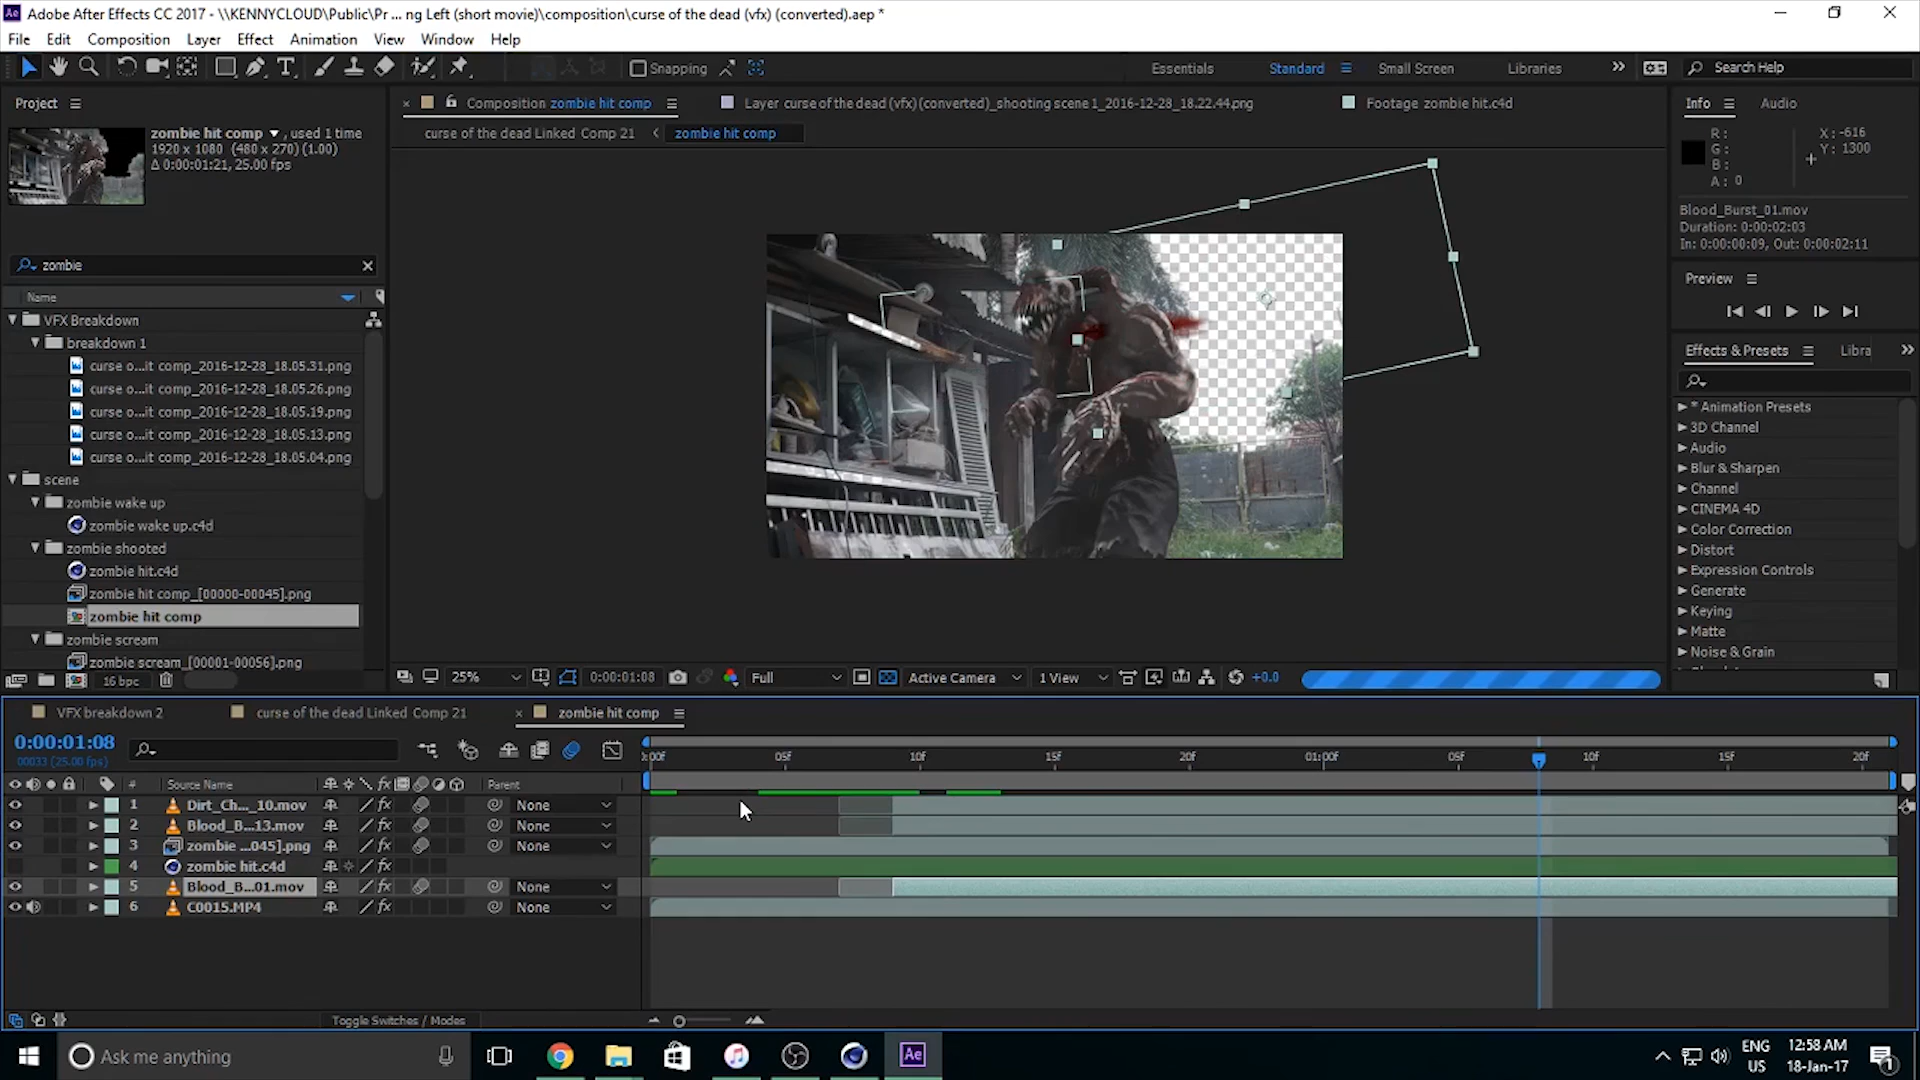 Adobe After Effects CC 2017 - \\KENNYCLOUD\Public\Pr ... ng Left (short movie)\composition\curse of the dead (vfx) (converted).aep *
File Edit Composition Layer Effect Animation View Window Help
Snapping
Essentials Standard Small Screen Libraries Search Help
Project
Composition zombie hit comp
Layer curse of the dead (vfx) (converted)_shooting scene 1_2016-12-28_18.22.44.png
Footage zombie hit.c4d
Info Audio
zombie hit comp , used 1 time
1920 x 1080 (480 x 270) (1.00)
Δ 0:00:01:21, 25.00 fps
curse of the dead Linked Comp 21 zombie hit comp
R :
G :
B :
A : 0
X : -616
Y : 1300
Blood_Burst_01.mov
Duration: 0:00:02:03
In: 0:00:00:09, Out: 0:00:02:11
zombie
Name
Preview
VFX Breakdown
breakdown 1
curse o...it comp_2016-12-28_18.05.31.png
curse o...it comp_2016-12-28_18.05.26.png
curse o...it comp_2016-12-28_18.05.19.png
curse o...it comp_2016-12-28_18.05.13.png
curse o...it comp_2016-12-28_18.05.04.png
scene
zombie wake up
zombie wake up.c4d
zombie shooted
zombie hit.c4d
zombie hit comp_[00000-00045].png
zombie hit comp
zombie scream
zombie scream_[00001-00056].png
16 bpc
Effects & Presets Libra
* Animation Presets
3D Channel
Audio
Blur & Sharpen
Channel
CINEMA 4D
Color Correction
Distort
Expression Controls
Generate
Keying
Matte
Noise & Grain
25% 0:00:01:08 Full Active Camera 1 View +0.0
VFX breakdown 2 curse of the dead Linked Comp 21 zombie hit comp
0:00:01:08
00033 (25.00 fps)
:00f 05f 10f 15f 20f 01:00f 05f 10f 15f 20f
# Source Name Parent
1 Dirt_Ch..._10.mov None
2 Blood_B...13.mov None
3 zombie ...045].png None
4 zombie hit.c4d
5 Blood_B...01.mov None
6 C0015.MP4 None
Toggle Switches / Modes
Ask me anything
Ae
ENG
US
12:58 AM
18-Jan-17
1